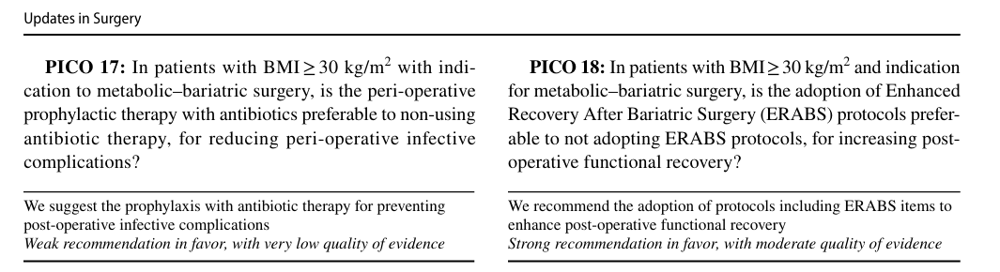 Updates in Surgery
PICO 17: In patients with BMI ≥ 30 kg/m² with indi-
cation to metabolic–bariatric surgery, is the peri-operative
prophylactic therapy with antibiotics preferable to non-using
antibiotic therapy, for reducing peri-operative infective
complications?
We suggest the prophylaxis with antibiotic therapy for preventing
post-operative infective complications
Weak recommendation in favor, with very low quality of evidence
PICO 18: In patients with BMI ≥ 30 kg/m² and indication
for metabolic–bariatric surgery, is the adoption of Enhanced
Recovery After Bariatric Surgery (ERABS) protocols prefer-
able to not adopting ERABS protocols, for increasing post-
operative functional recovery?
We recommend the adoption of protocols including ERABS items to
enhance post-operative functional recovery
Strong recommendation in favor, with moderate quality of evidence